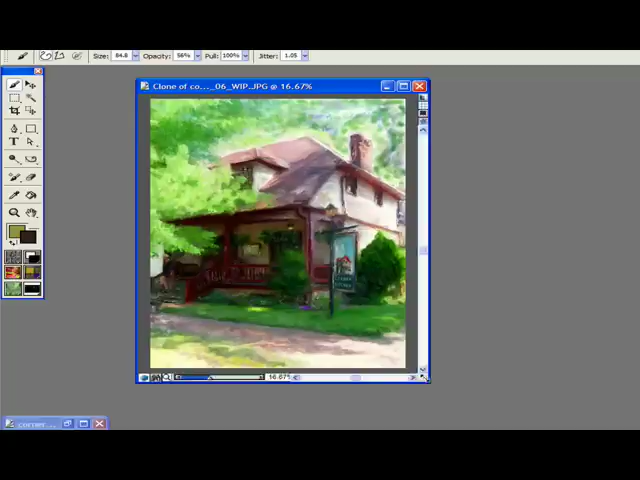 Size: 84.8 Opacity: 56% Pull: 100% Jitter: 1.05
Clone of co..._06_WIP.JPG @ 16.67%
16.67%